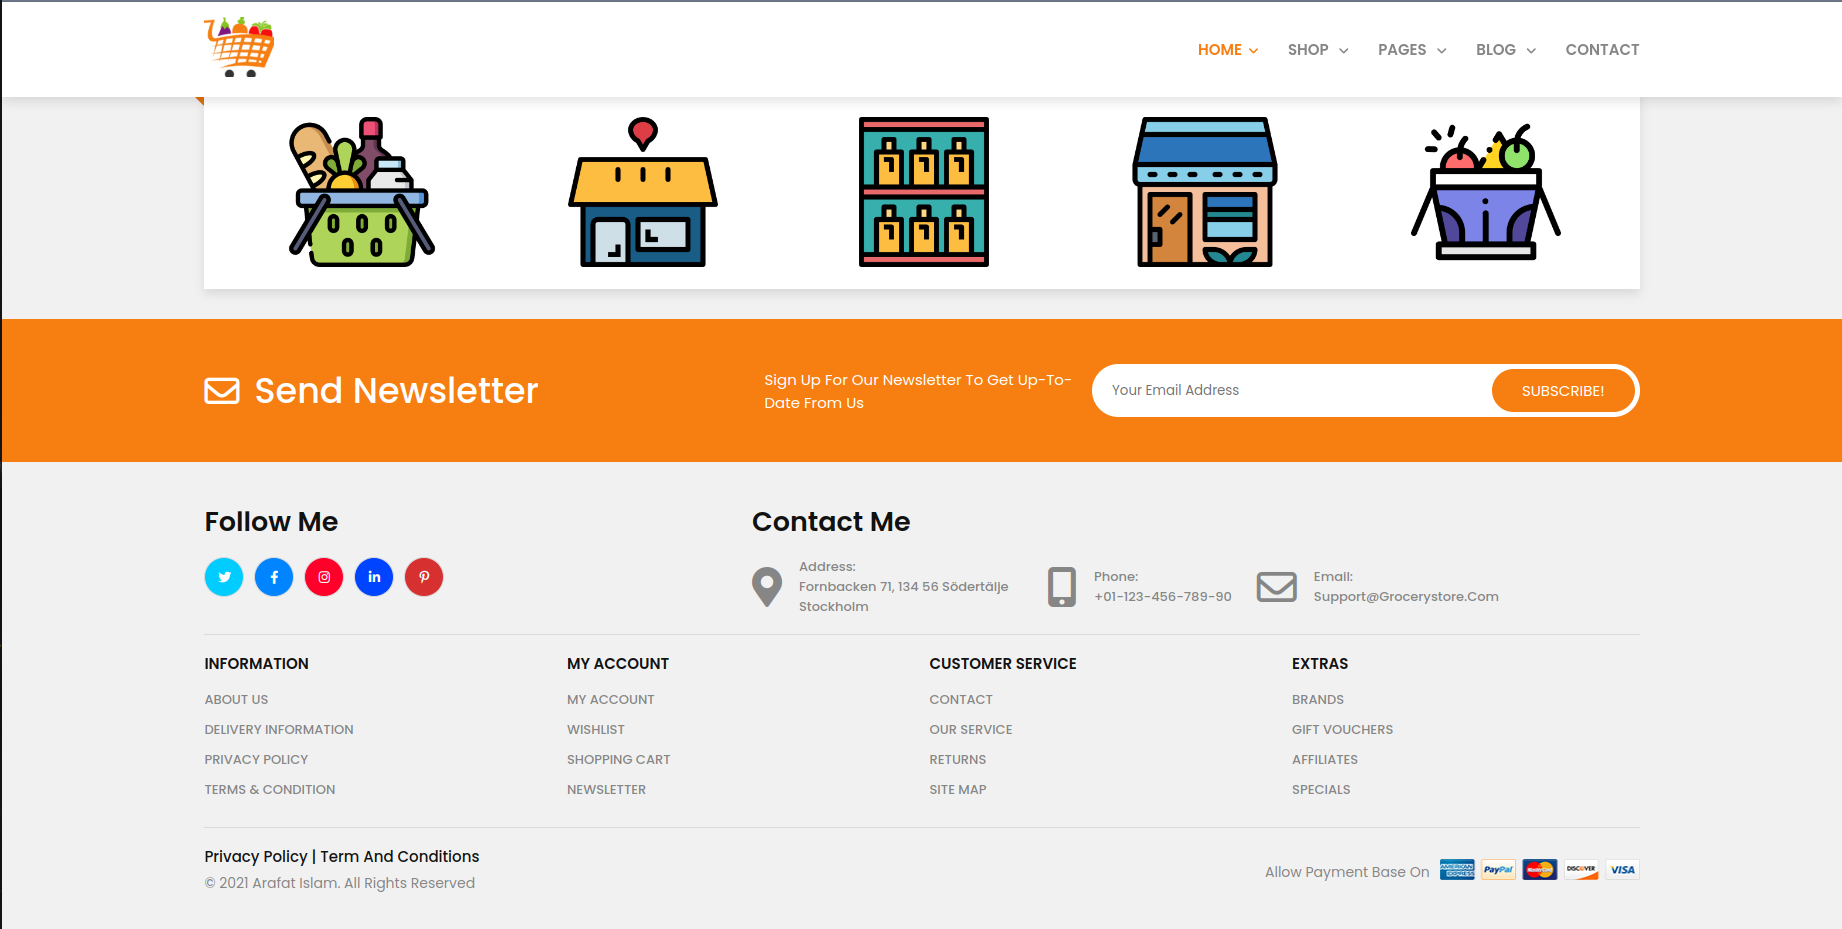 HOME
SHOP
PAGES
BLOG
CONTACT
Send Newsletter
Sign Up For Our Newsletter To Get Up-To-
Date From Us
Your Email Address
SUBSCRIBE!
Follow Me
Contact Me
Address:
Fornbacken 71, 134 56 Södertälje
Stockholm
Phone:
+01-123-456-789-90
Email:
Support@Grocerystore.Com
INFORMATION
ABOUT US
DELIVERY INFORMATION
PRIVACY POLICY
TERMS & CONDITION
MY ACCOUNT
MY ACCOUNT
WISHLIST
SHOPPING CART
NEWSLETTER
CUSTOMER SERVICE
CONTACT
OUR SERVICE
RETURNS
SITE MAP
EXTRAS
BRANDS
GIFT VOUCHERS
AFFILIATES
SPECIALS
Privacy Policy | Term And Conditions
© 2021 Arafat Islam. All Rights Reserved
Allow Payment Base On
AMERICAN
EXPRESS
PayPal
MasterCard
DISCOVER
VISA